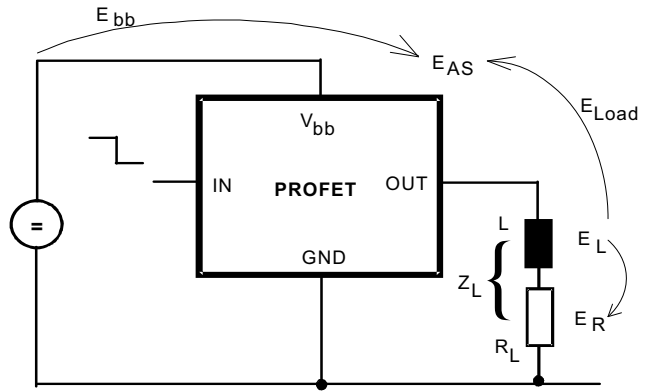 E bb
E AS
E Load
V bb
IN
PROFET
OUT
=
GND
L
E L
Z L {
E R
R L